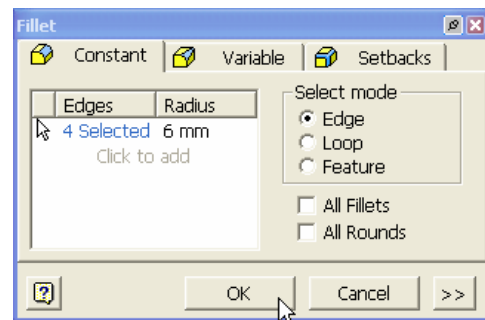 Fillet
Constant Variable Setbacks
Edges Radius
4 Selected 6 mm
Click to add
Select mode
Edge
Loop
Feature
All Fillets
All Rounds
? OK Cancel >>